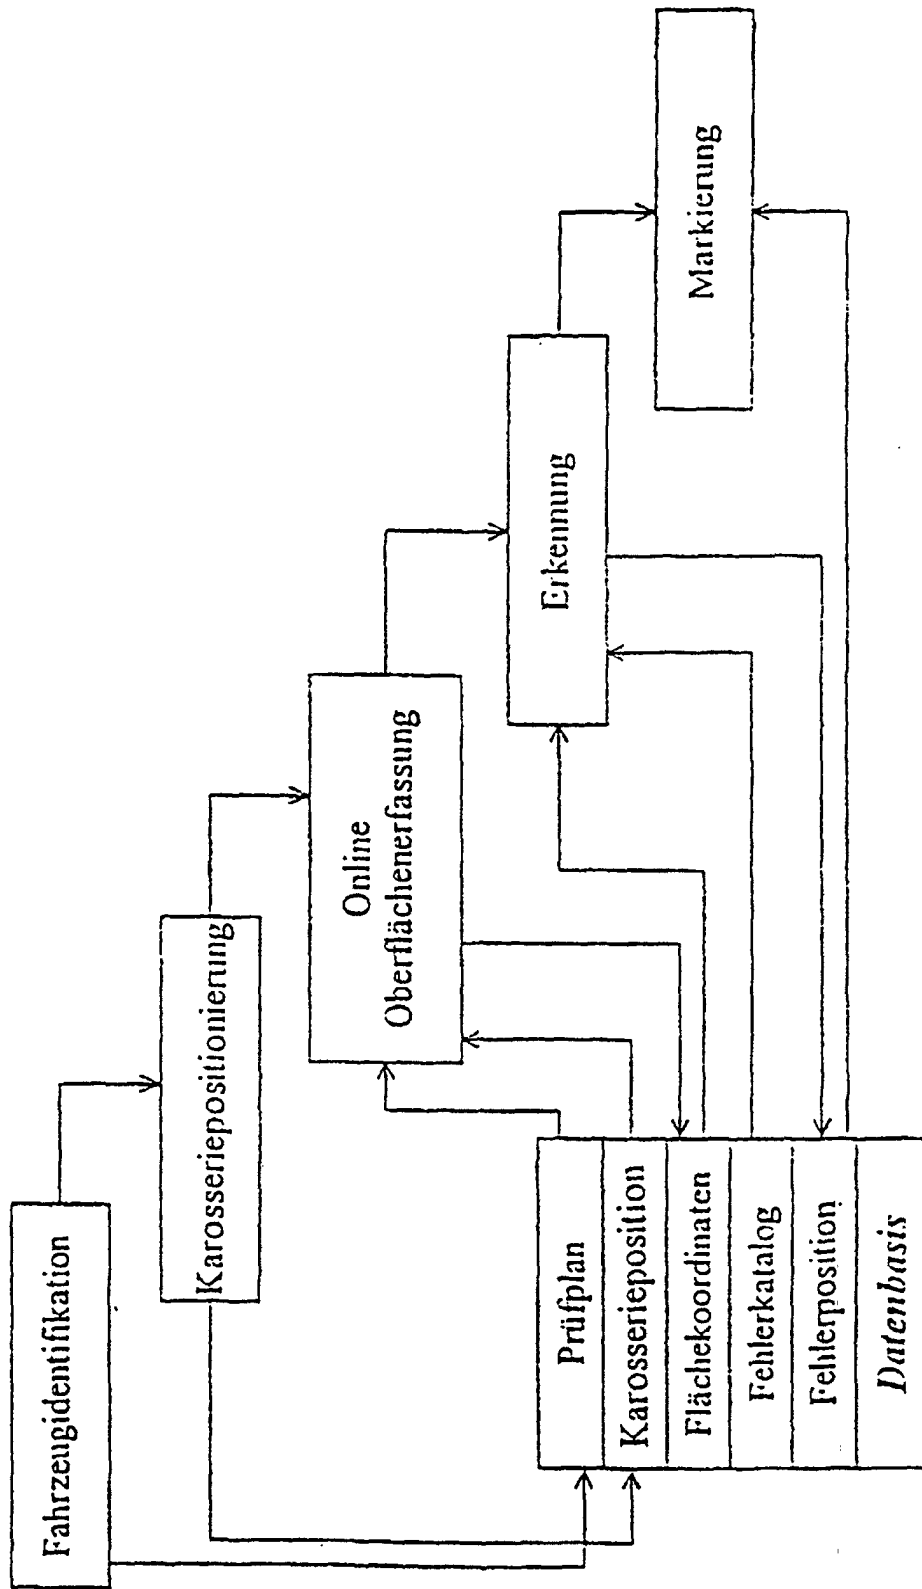 Fahrzeugidentifikation
Karosseriepositionierung
Online
Oberflächenerfassung
Erkennung
Markierung
Prüfplan
Karosserieposition
Flächekoordinaten
Fehlerkatalog
Fehlerposition
Datenbasis